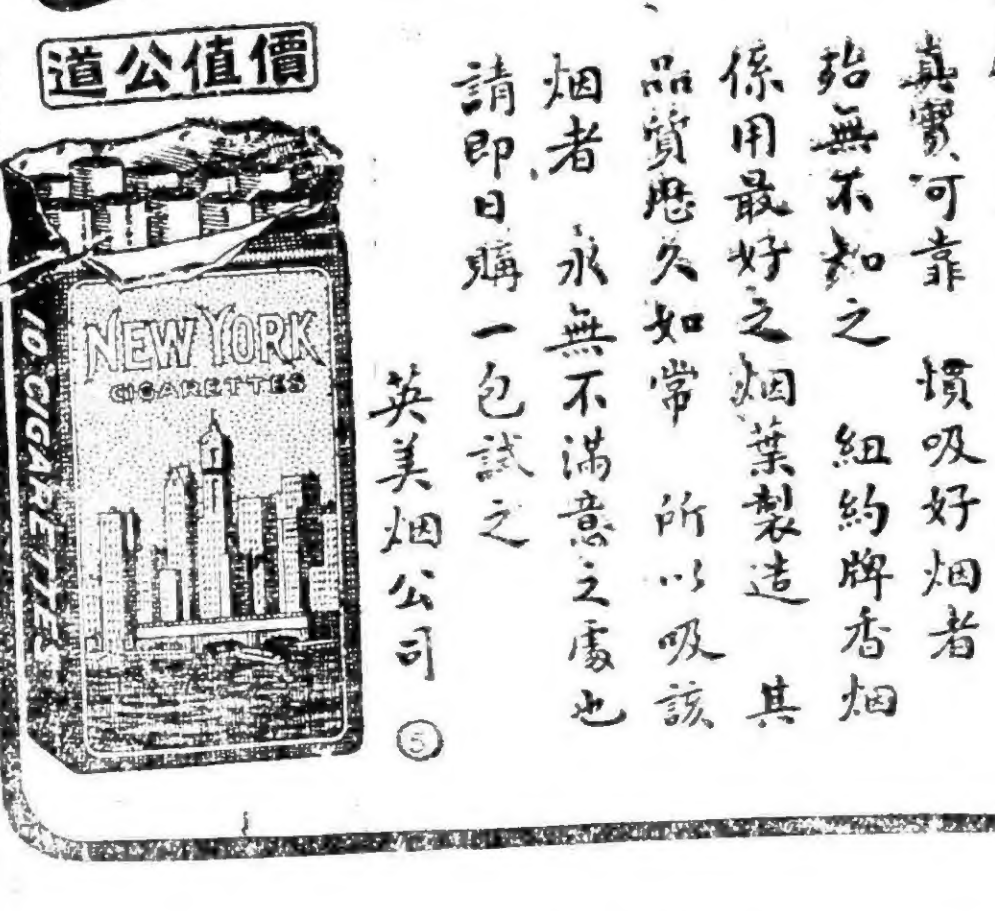 真實可靠　慣吸好烟者
殆無不知之　紐約牌香烟
係用最好之烟葉製造　其
品質歷久如常　所以吸該
烟者　永無不滿意之處也
請即日購一包試之
英美烟公司 ⑤
價值公道
NEW YORK
CIGARETTES
10 CIGARETTES